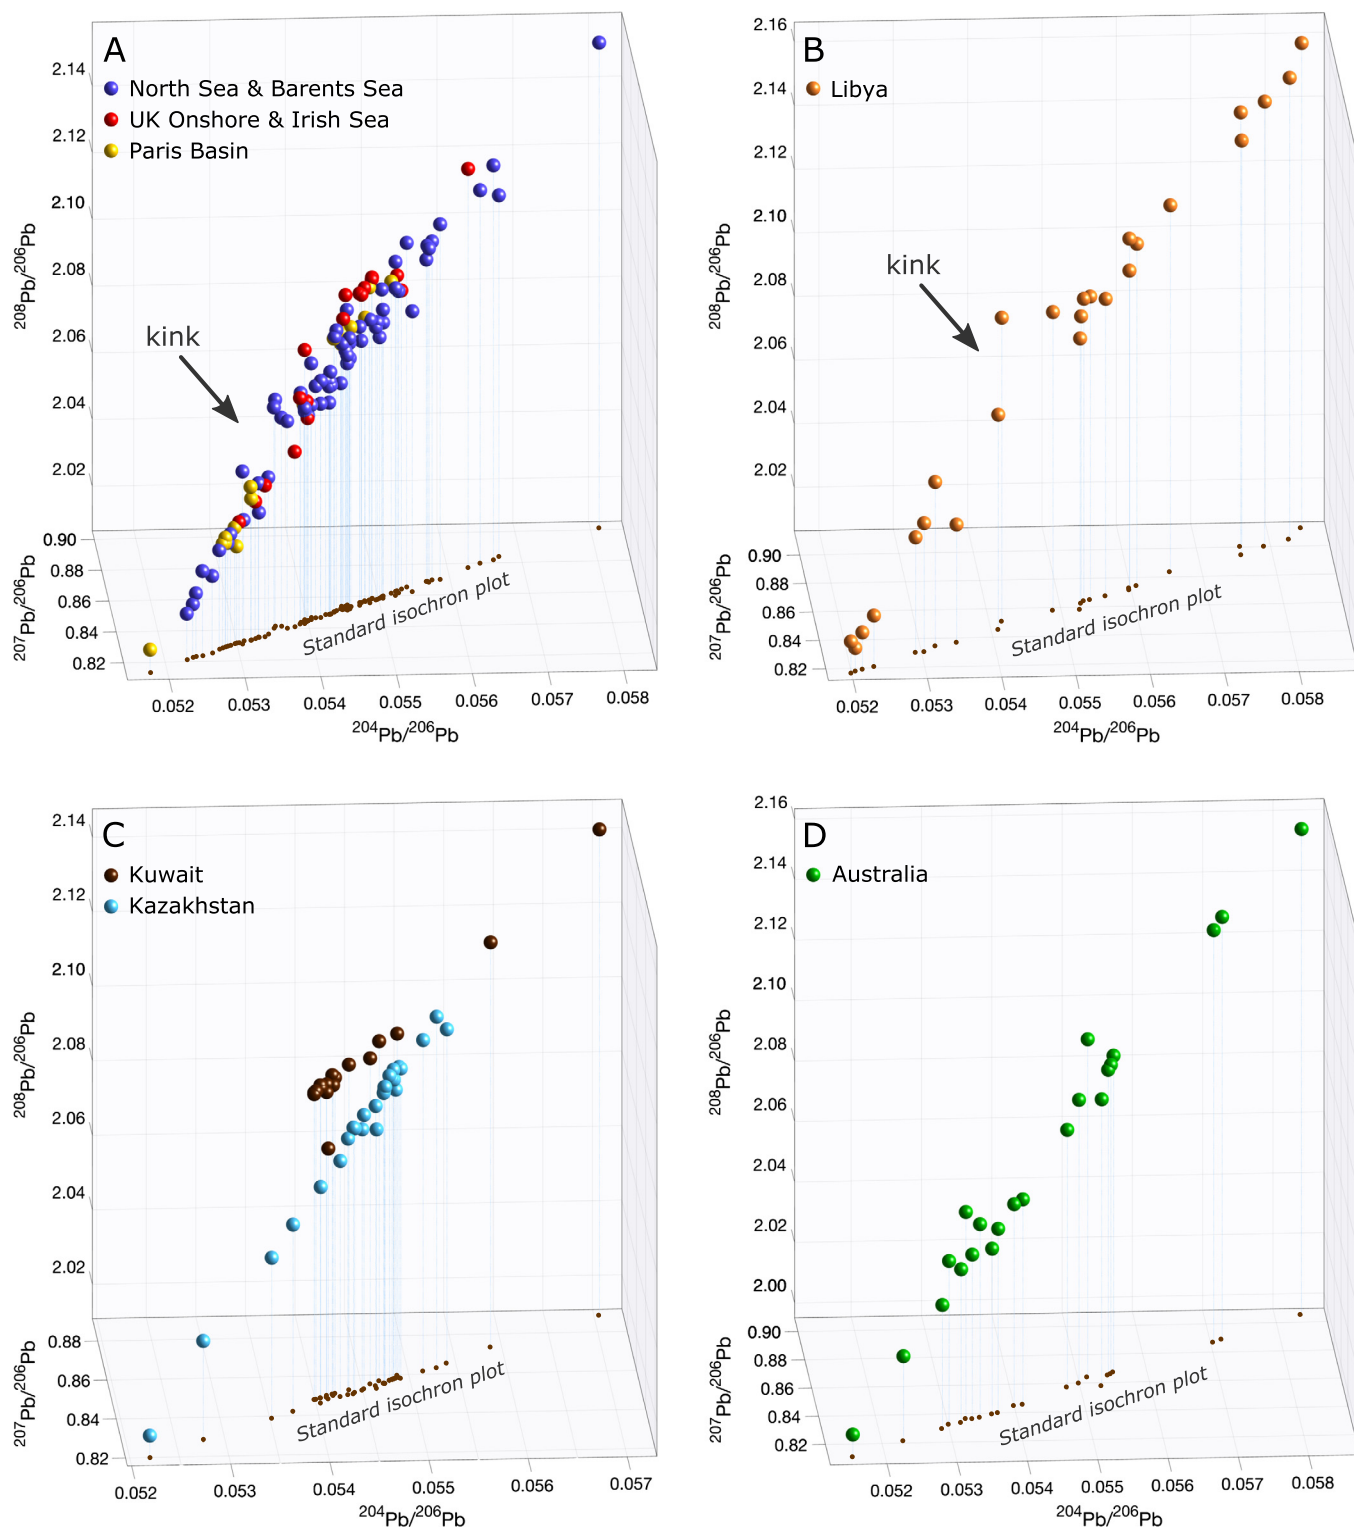 A
North Sea & Barents Sea
UK Onshore & Irish Sea
Paris Basin
kink
2.14
2.12
2.10
2.08
2.06
2.04
2.02
0.90
0.88
0.86
0.84
0.82
208Pb/206Pb
207Pb/206Pb
Standard isochron plot
0.052
0.053
0.054
0.055
0.056
0.057
0.058
204Pb/206Pb
B
Libya
kink
2.16
2.14
2.12
2.10
2.08
2.06
2.04
2.02
0.90
0.88
0.86
0.84
0.82
208Pb/206Pb
207Pb/206Pb
Standard isochron plot
0.052
0.053
0.054
0.055
0.056
0.057
0.058
204Pb/206Pb
C
Kuwait
Kazakhstan
2.14
2.12
2.10
2.08
2.06
2.04
2.02
0.88
0.86
0.84
0.82
208Pb/206Pb
207Pb/206Pb
Standard isochron plot
0.052
0.053
0.054
0.055
0.056
0.057
204Pb/206Pb
D
Australia
2.16
2.14
2.12
2.10
2.08
2.06
2.04
2.02
2.00
0.90
0.88
0.86
0.84
0.82
208Pb/206Pb
207Pb/206Pb
Standard isochron plot
0.052
0.053
0.054
0.055
0.056
0.057
0.058
204Pb/206Pb